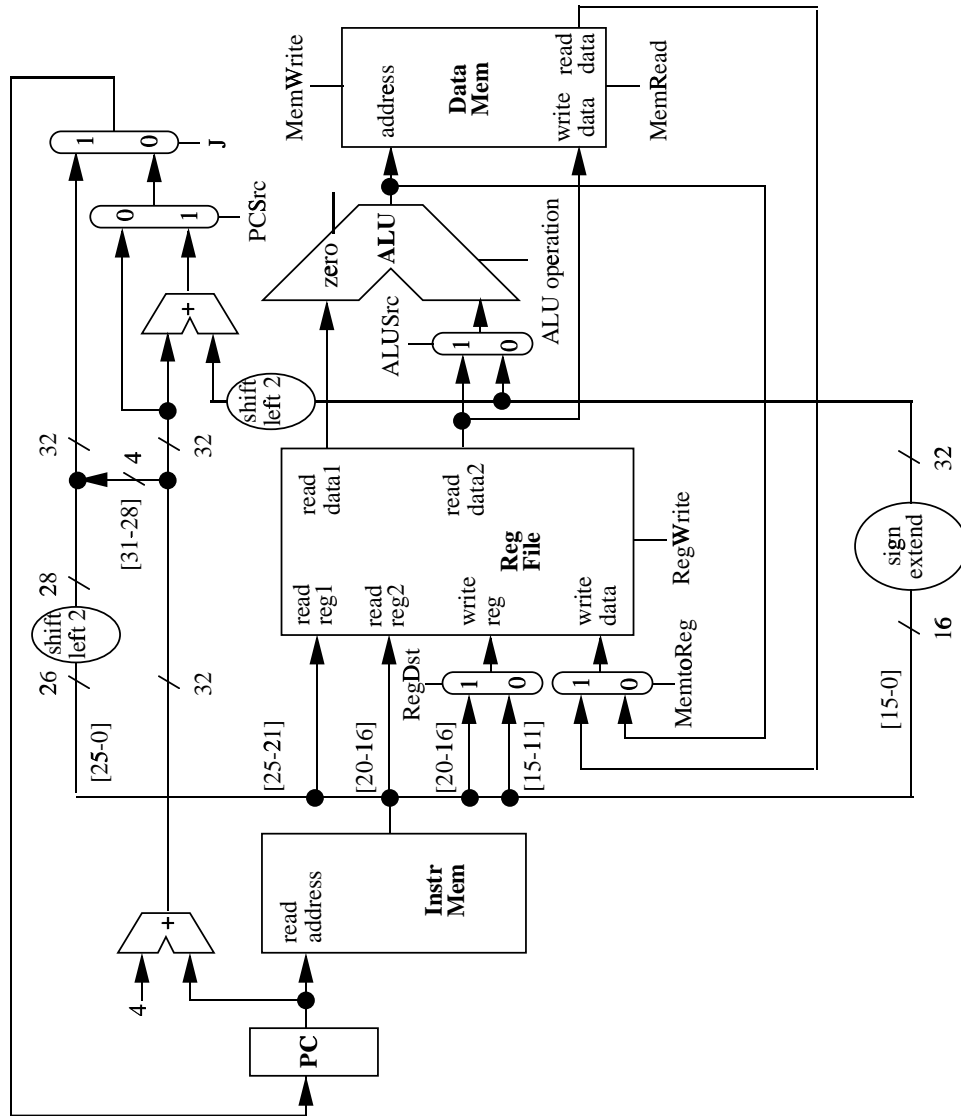 MemWrite
address
Data
Mem
write
data
read
data
MemRead
1
0
J
0
1
PCSrc
+
zero
ALU
ALU operation
ALUSrc
1
0
shift
left 2
32
4
32
[31-28]
28
shift
left 2
26
[25-0]
32
read
data1
read
data2
Reg
File
read
reg1
read
reg2
write
reg
write
data
RegWrite
32
sign
extend
16
[15-0]
RegDst
1
0
1
0
MemtoReg
[25-21]
[20-16]
[20-16]
[15-11]
+
4
read
address
Instr
Mem
PC